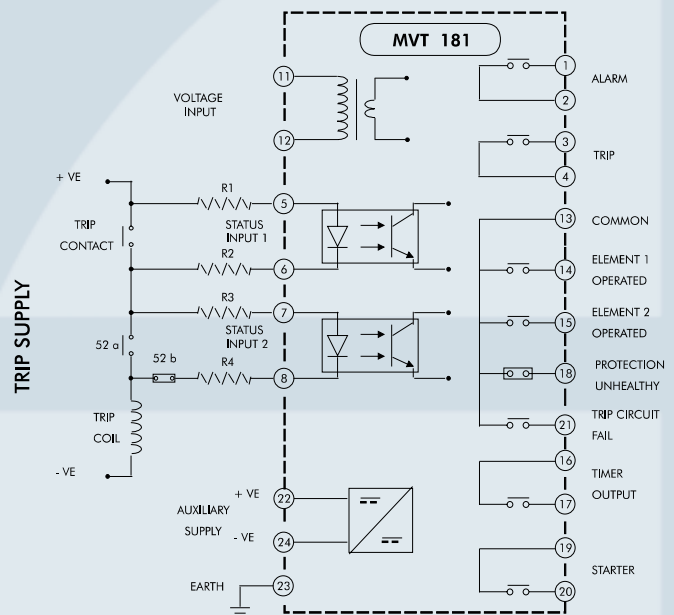 MVT 181
11
VOLTAGE
INPUT
12
1
ALARM
2
3
TRIP
4
TRIP SUPPLY
+ VE
TRIP
CONTACT
52 a
52 b
TRIP
COIL
- VE
R1
5
STATUS
INPUT 1
R2
6
R3
7
STATUS
INPUT 2
R4
8
13
COMMON
14
ELEMENT 1
OPERATED
15
ELEMENT 2
OPERATED
18
PROTECTION
UNHEALTHY
21
TRIP CIRCUIT
FAIL
16
TIMER
OUTPUT
17
19
STARTER
20
+ VE
22
AUXILIARY
SUPPLY
- VE
24
EARTH
23